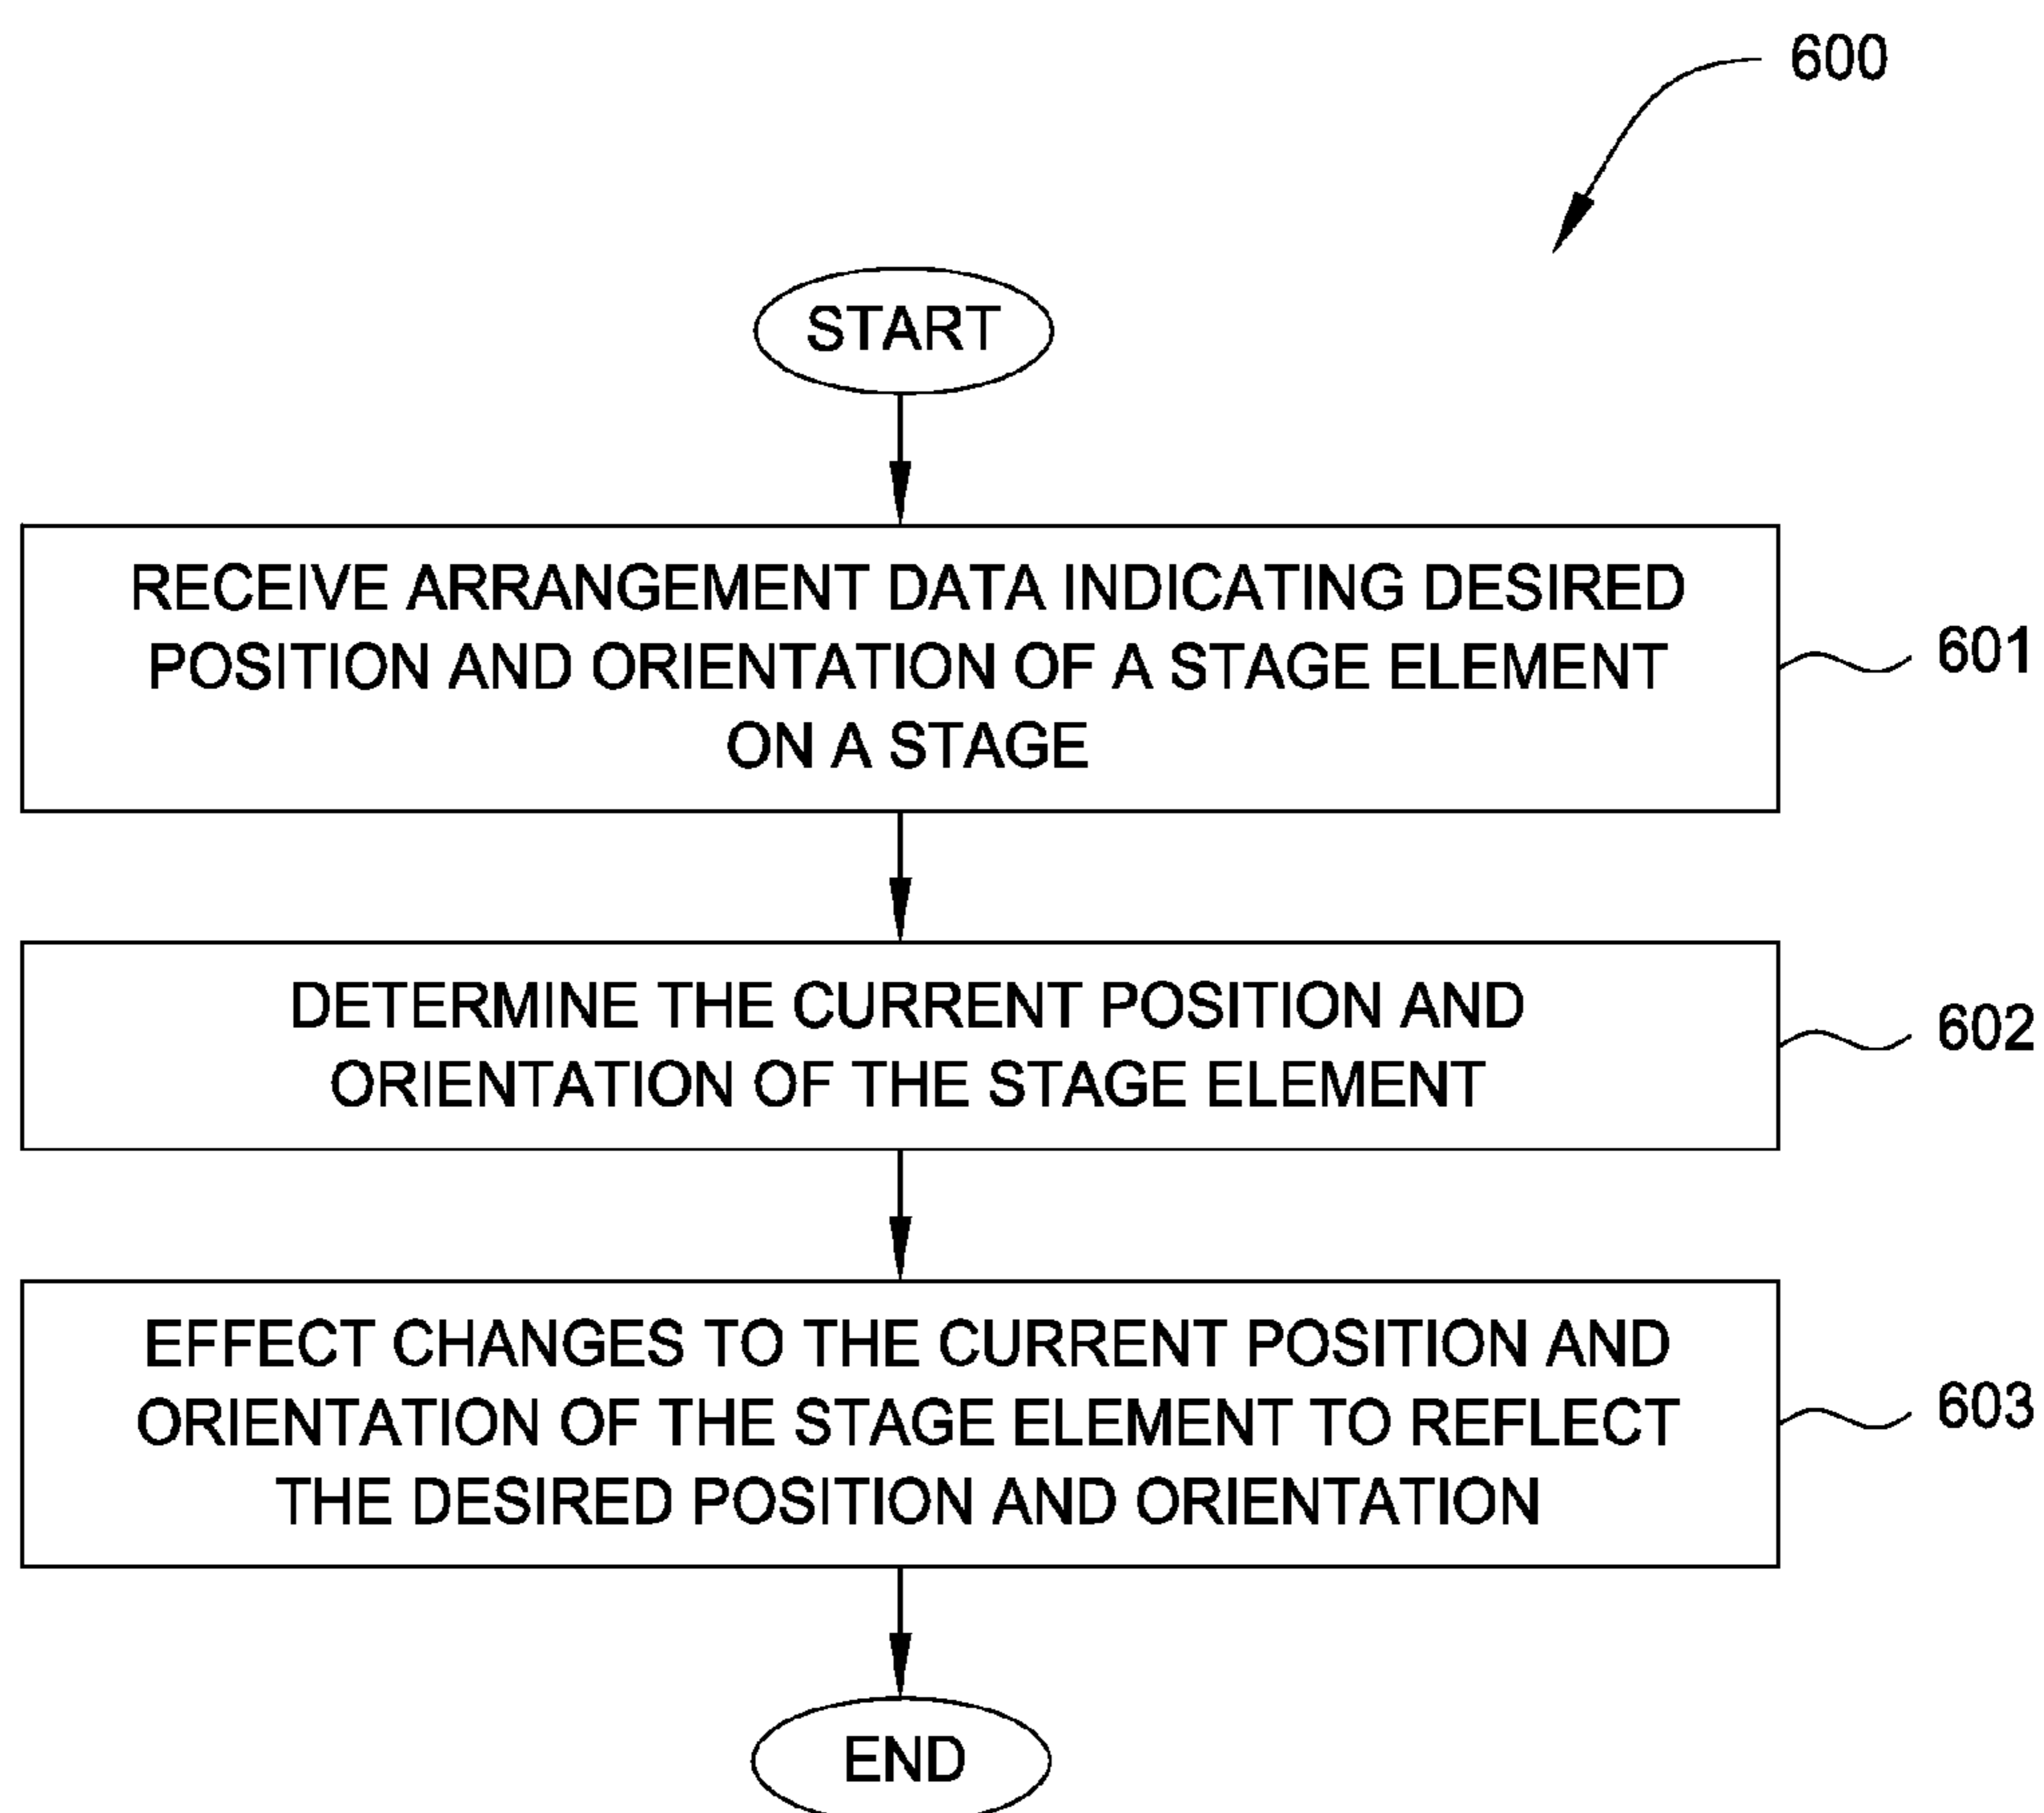 600
START
RECEIVE ARRANGEMENT DATA INDICATING DESIRED
POSITION AND ORIENTATION OF A STAGE ELEMENT
ON A STAGE
601
DETERMINE THE CURRENT POSITION AND
ORIENTATION OF THE STAGE ELEMENT
602
EFFECT CHANGES TO THE CURRENT POSITION AND
ORIENTATION OF THE STAGE ELEMENT TO REFLECT
THE DESIRED POSITION AND ORIENTATION
603
END